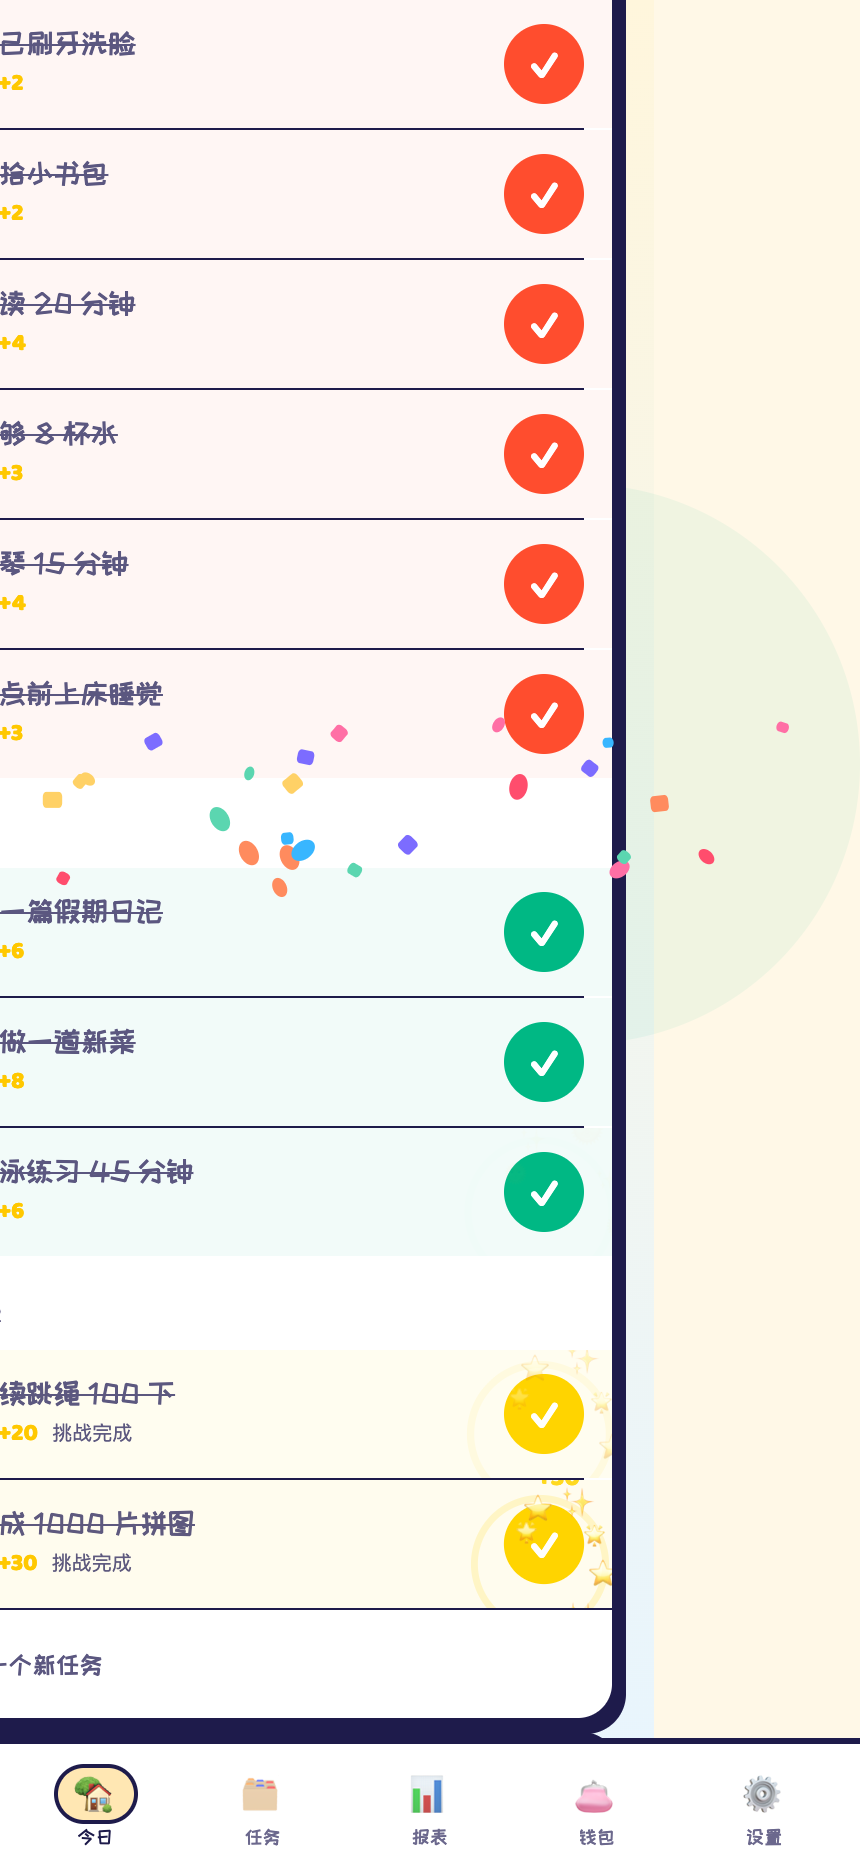 己刷牙洗脸
+2
拾小书包
+2
读 20 分钟
+4
够 8 杯水
+3
琴 15 分钟
+4
点前上床睡觉
+3
一篇假期日记
+6
做一道新菜
+8
泳练习 45 分钟
+6
续跳绳 100 下
+20 挑战完成
成 1000 片拼图
+30 挑战完成
一个新任务
今日
任务
报表
钱包
设置